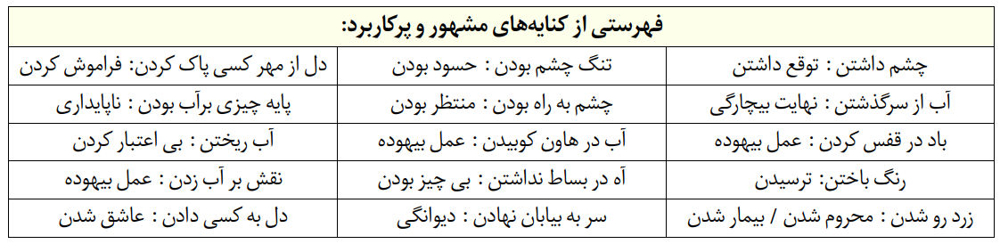 فهرستی از کنایه‌های مشهور و پرکاربرد:
چشم داشتن : توقع داشتن
تنگ چشم بودن : حسود بودن
دل از مهر کسی پاک کردن: فراموش کردن
آب از سرگذشتن : نهایت بیچارگی
چشم به راه بودن : منتظر بودن
پایه چیزی برآب بودن : ناپایداری
باد در قفس کردن : عمل بیهوده
آب در هاون کوبیدن : عمل بیهوده
آب ریختن : بی اعتبار کردن
رنگ باختن: ترسیدن
آه در بساط نداشتن : بی چیز بودن
نقش بر آب زدن : عمل بیهوده
زرد رو شدن : محروم شدن / بیمار شدن
سر به بیابان نهادن : دیوانگی
دل به کسی دادن : عاشق شدن